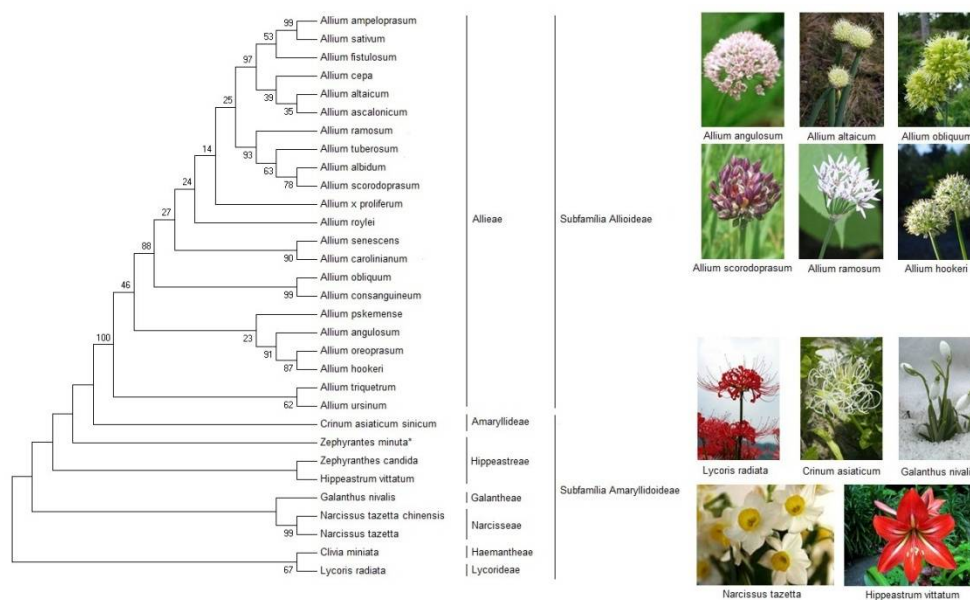 99
Allium ampeloprasum
53
Allium sativum
97
Allium fistulosum
Allium cepa
39
Allium altaicum
35
Allium ascalonicum
25
Allium ramosum
93
Allium tuberosum
14
63
Allium albidum
78
Allium scorodoprasum
24
Allium x proliferum
27
Allium roylei
88
Allium senescens
90
Allium carolinianum
46
Allium obliquum
99
Allium consanguineum
Allium pskemense
100
23
Allium angulosum
91
Allium oreoprasum
87
Allium hookeri
Allium triquetrum
62
Allium ursinum
Crinum asiaticum sinicum
Zephyrantes minuta*
Zephyranthes candida
Hippeastrum vittatum
Galanthus nivalis
Narcissus tazetta chinensis
99
Narcissus tazetta
Clivia miniata
67
Lycoris radiata
Allieae
Amaryllideae
Hippeastreae
Galantheae
Narcisseae
Haemantheae
Lycorideae
Subfamília Allioideae
Subfamília Amaryllidoideae
Allium angulosum
Allium altaicum
Allium obliquum
Allium scorodoprasum
Allium ramosum
Allium hookeri
Lycoris radiata
Crinum asiaticum
Galanthus nivali
Narcissus tazetta
Hippeastrum vittatum